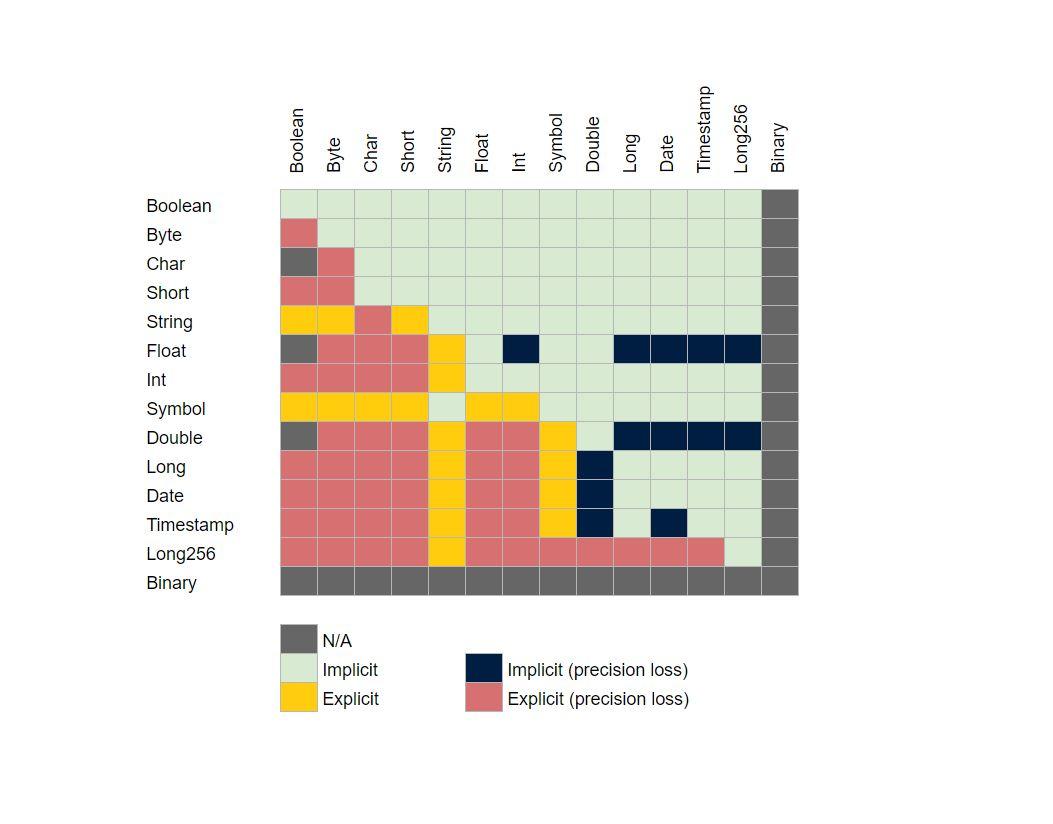 Boolean
Byte
Char
Short
String
Float
Int
Symbol
Double
Long
Date
Timestamp
Long256
Binary
Boolean
Byte
Char
Short
String
Float
Int
Symbol
Double
Long
Date
Timestamp
Long256
Binary
N/A
Implicit
Implicit (precision loss)
Explicit
Explicit (precision loss)